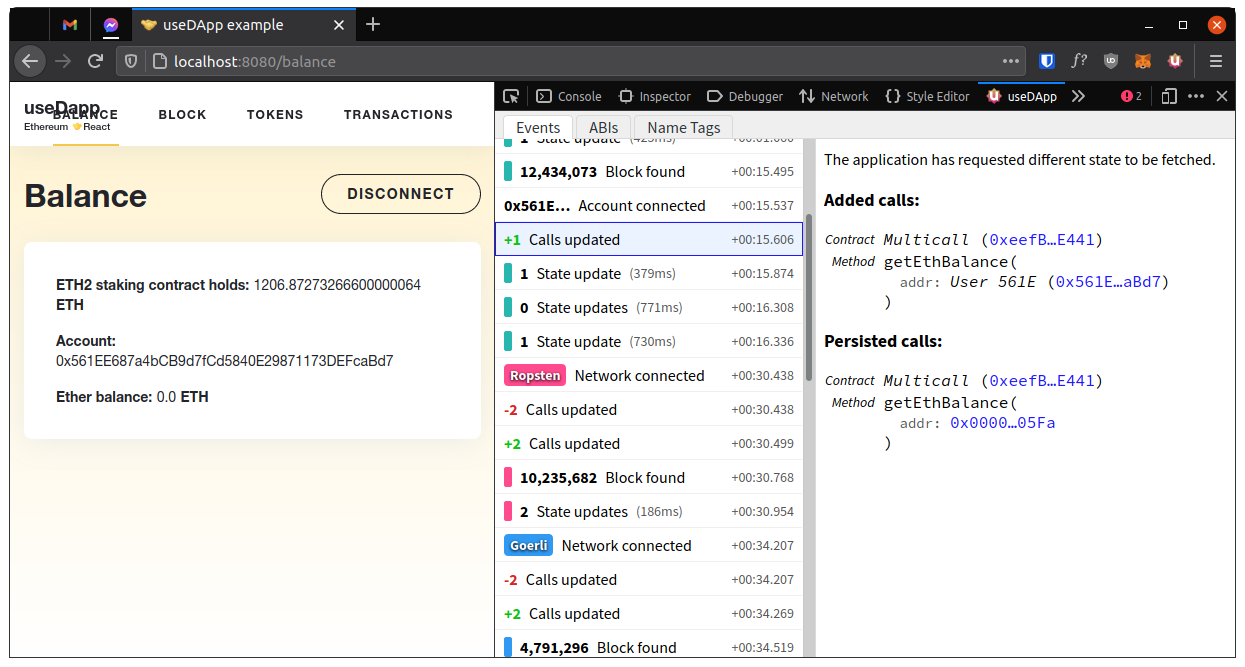 useDApp example
localhost:8080/balance
f?
UD
useDapp
Ethereum React
BALANCE BLOCK TOKENS TRANSACTIONS
Balance
DISCONNECT
ETH2 staking contract holds: 1206.87273266600000064
ETH
Account:
0x561EE687a4bCB9d7fCd5840E29871173DEFcaBd7
Ether balance: 0.0 ETH
Console Inspector Debugger Network Style Editor useDApp 2
Events ABIs Name Tags
1 State update (425ms) +00:01.060
12,434,073 Block found +00:15.495
0x561E... Account connected +00:15.537
+1 Calls updated +00:15.606
1 State update (379ms) +00:15.874
0 State updates (771ms) +00:16.308
1 State update (730ms) +00:16.336
Ropsten Network connected +00:30.438
-2 Calls updated +00:30.438
+2 Calls updated +00:30.499
10,235,682 Block found +00:30.768
2 State updates (186ms) +00:30.954
Goerli Network connected +00:34.207
-2 Calls updated +00:34.207
+2 Calls updated +00:34.269
4,791,296 Block found +00:34.519
The application has requested different state to be fetched.
Added calls:
Contract Multicall (0xeefB…E441)
Method getEthBalance(
addr: User 561E (0x561E…aBd7)
)
Persisted calls:
Contract Multicall (0xeefB…E441)
Method getEthBalance(
addr: 0x0000…05Fa
)